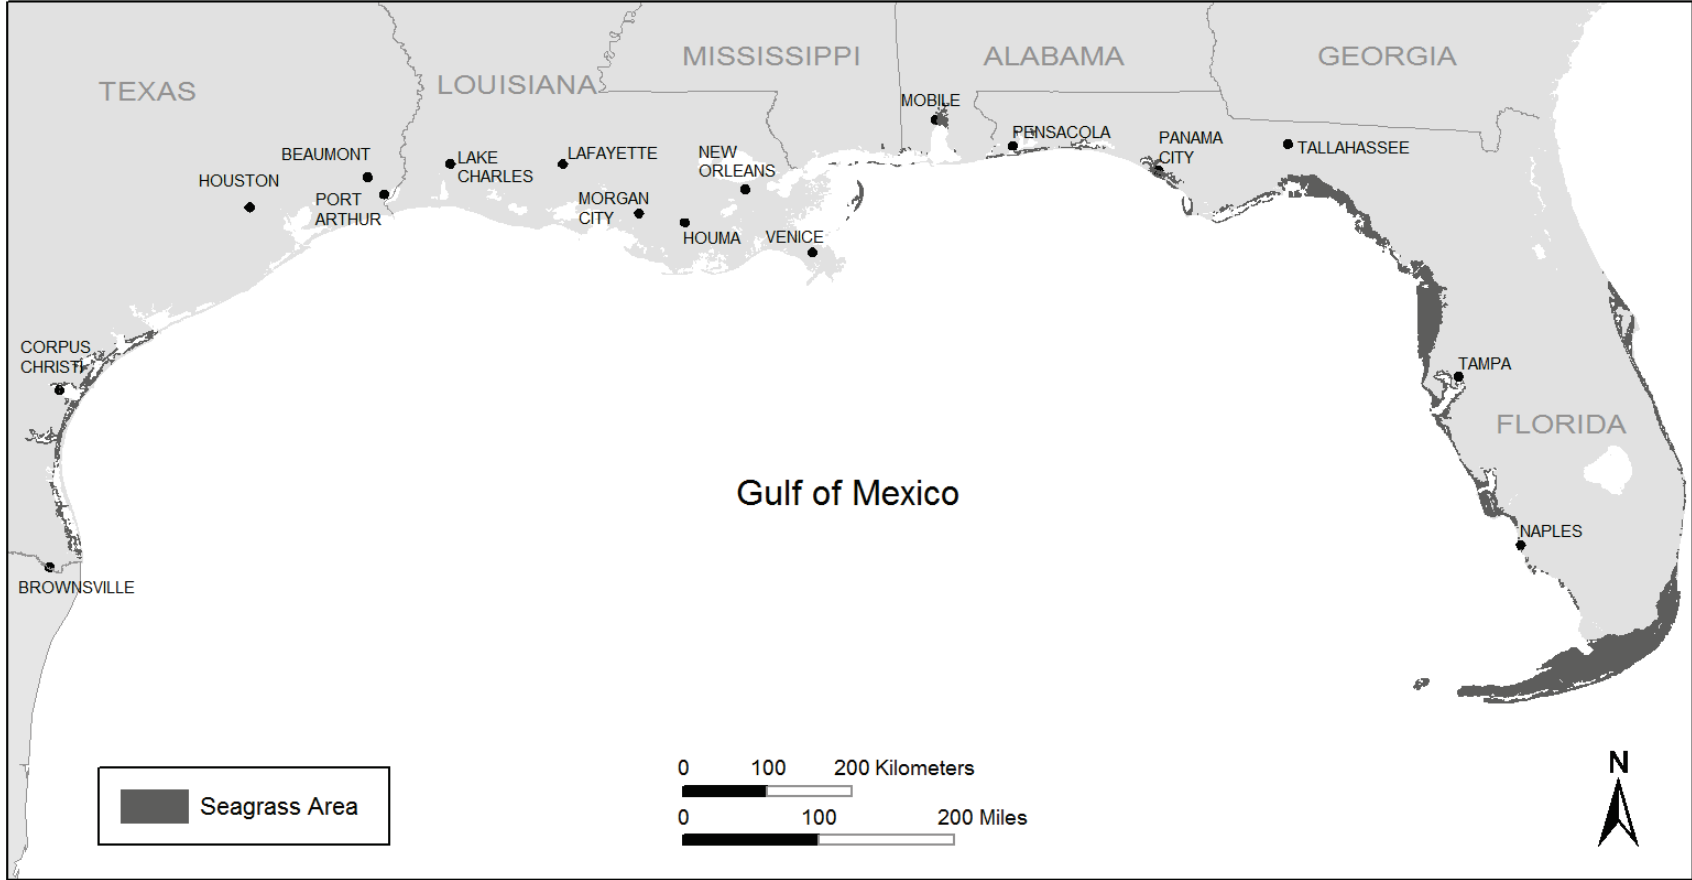 MISSISSIPPI
ALABAMA
GEORGIA
TEXAS
LOUISIANA
MOBILE
PENSACOLA
PANAMA
CITY
TALLAHASSEE
BEAUMONT
LAKE
CHARLES
LAFAYETTE
NEW
ORLEANS
HOUSTON
PORT
ARTHUR
MORGAN
CITY
HOUMA
VENICE
CORPUS
CHRISTI
TAMPA
FLORIDA
Gulf of Mexico
NAPLES
BROWNSVILLE
Seagrass Area
0 100 200 Kilometers
0 100 200 Miles
N